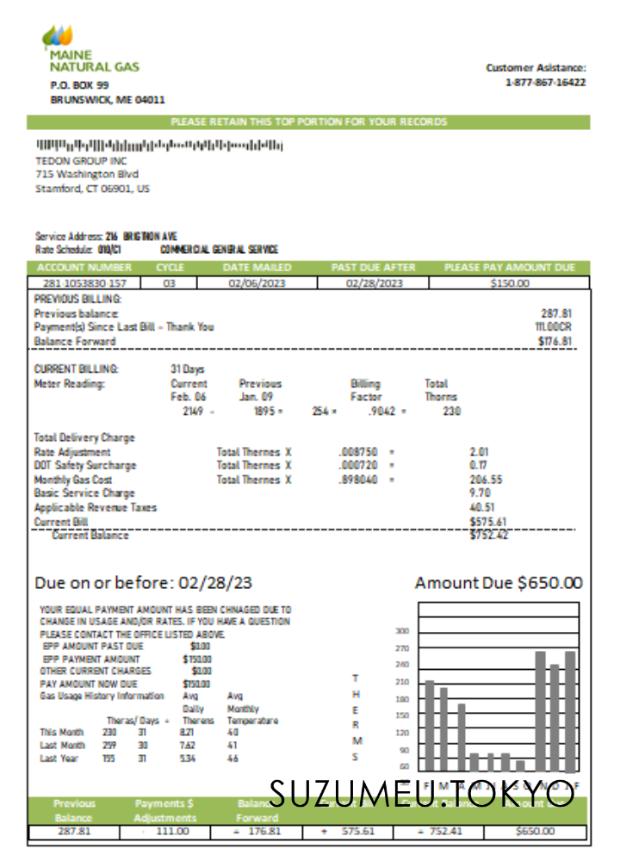 MAINE
NATURAL GAS
P.O. BOX 99
BRUNSWICK, ME 04011
Customer Asistance:
1-877-867-16422
PLEASE RETAIN THIS TOP PORTION FOR YOUR RECORDS
TEDON GROUP INC
715 Washington Blvd
Stamford, CT 06901, US
Service Address: 216 BRIGTION AVE
Rate Schedule: 010/C1 COMMERCIAL GENERAL SERVICE
ACCOUNT NUMBER CYCLE DATE MAILED PAST DUE AFTER PLEASE PAY AMOUNT DUE
281 1053830 157 03 02/06/2023 02/28/2023 $150.00
PREVIOUS BILLING:
Previous balance: 287.81
Payment(s) Since Last Bill - Thank You 111.00CR
Balance Forward $176.81
CURRENT BILLING: 31 Days
Meter Reading: Current Previous Billing Total
Feb. 06 Jan. 09 Factor Thorns
2149 - 1895 = 254 × .9042 = 230
Total Delivery Charge
Rate Adjustment Total Thernes X .008750 = 2.01
DOT Safety Surcharge Total Thernes X .000720 = 0.17
Monthly Gas Cost Total Thernes X .898040 = 206.55
Basic Service Charge 9.70
Applicable Revenue Taxes 40.51
Current Bill $575.61
Current Balance $752.42
Due on or before: 02/28/23 Amount Due $650.00
YOUR EQUAL PAYMENT AMOUNT HAS BEEN CHNAGED DUE TO
CHANGE IN USAGE AND/OR RATES. IF YOU HAVE A QUESTION
PLEASE CONTACT THE OFFICE LISTED ABOVE.
EPP AMOUNT PAST DUE $0.00
EPP PAYMENT AMOUNT $150.00
OTHER CURRENT CHARGES $0.00
PAY AMOUNT NOW DUE $150.00
Gas Usage History Information Avg Avg
Daily Monthly
Theras/ Days = Therens Temperature
This Month 230 31 8.21 40
Last Month 259 30 7.62 41
Last Year 155 31 5.34 46
T
H
E
R
M
S
300
270
240
210
180
150
120
90
60
F M A M J J A S O N D J F
SUZUMEU.TOKYO
Previous Payments $ Balance
Balance Adjustments Forward
287.81 - 111.00 = 176.81 + 575.61 = 752.41 $650.00